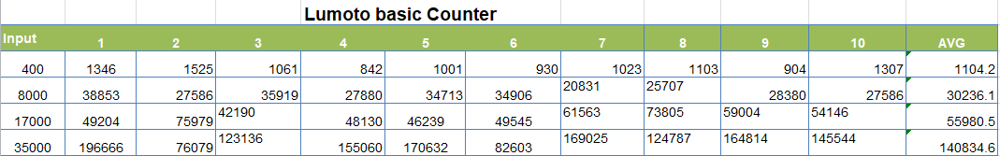 Lumoto basic Counter
Input 1 2 3 4 5 6 7 8 9 10 AVG
400 1346 1525 1061 842 1001 930 1023 1103 904 1307 1104.2
8000 38853 27586 35919 27880 34713 34906 20831 25707 28380 27586 30236.1
17000 49204 75979 42190 48130 46239 49545 61563 73805 59004 54146 55980.5
35000 196666 76079 123136 155060 170632 82603 169025 124787 164814 145544 140834.6